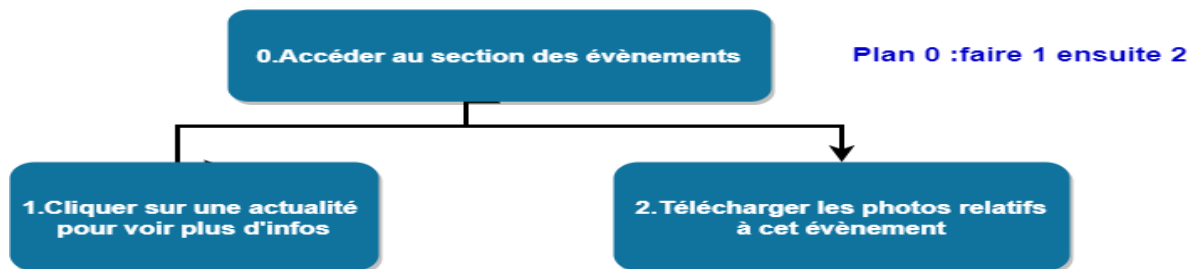 0.Accéder au section des évènements
Plan 0 :faire 1 ensuite 2
1.Cliquer sur une actualité
pour voir plus d'infos
2.Télécharger les photos relatifs
à cet évènement